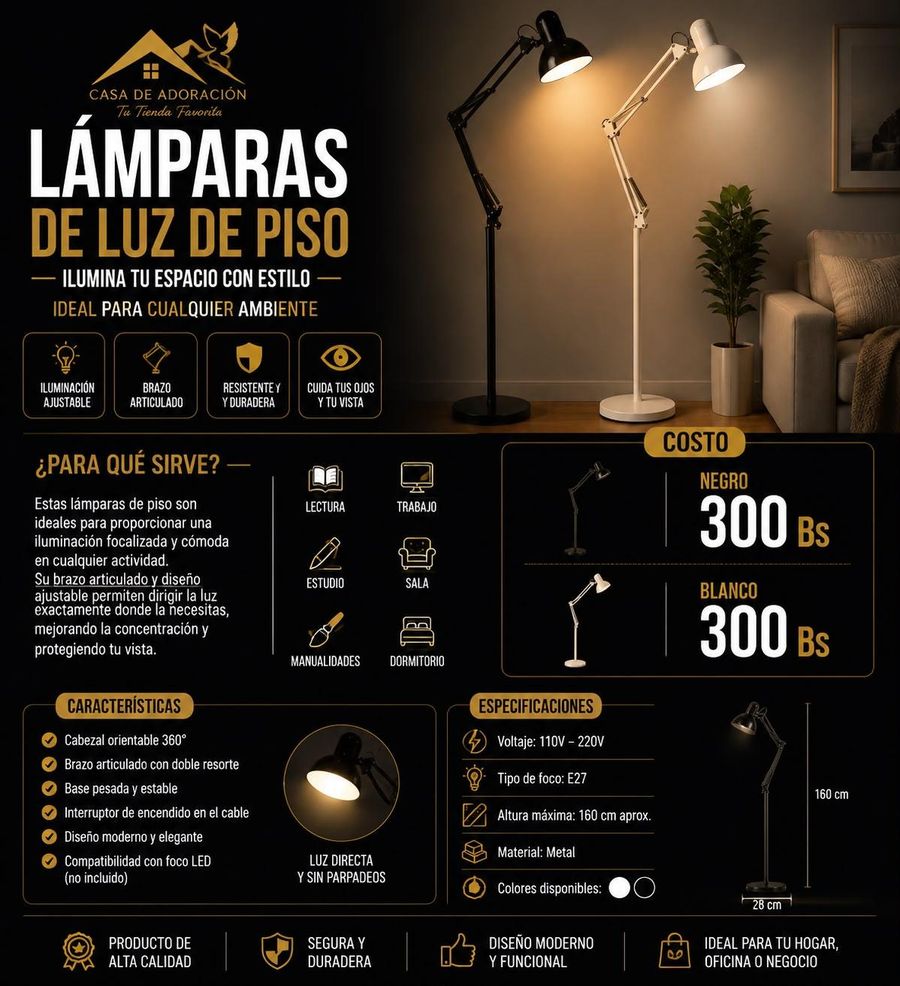 CASA DE ADORACIÓN
Tu Tienda Favorita
LÁMPARAS
DE LUZ DE PISO
ILUMINA TU ESPACIO CON ESTILO
IDEAL PARA CUALQUIER AMBIENTE
ILUMINACIÓN
AJUSTABLE
BRAZO
ARTICULADO
RESISTENTE Y
Y DURADERA
CUIDA TUS OJOS
Y TU VISTA
¿PARA QUÉ SIRVE?
Estas lámparas de piso son
ideales para proporcionar una
iluminación focalizada y cómoda
en cualquier actividad.
Su brazo articulado y diseño
ajustable permiten dirigir la luz
exactamente donde la necesitas,
mejorando la concentración y
protegiendo tu vista.
LECTURA
TRABAJO
ESTUDIO
SALA
MANUALIDADES
DORMITORIO
COSTO
NEGRO
300 Bs
BLANCO
300 Bs
CARACTERÍSTICAS
Cabezal orientable 360°
Brazo articulado con doble resorte
Base pesada y estable
Interruptor de encendido en el cable
Diseño moderno y elegante
Compatibilidad con foco LED
(no incluido)
LUZ DIRECTA
Y SIN PARPADEOS
ESPECIFICACIONES
Voltaje: 110V – 220V
Tipo de foco: E27
Altura máxima: 160 cm aprox.
Material: Metal
Colores disponibles:
160 cm
28 cm
PRODUCTO DE
ALTA CALIDAD
SEGURA Y
DURADERA
DISEÑO MODERNO
Y FUNCIONAL
IDEAL PARA TU HOGAR,
OFICINA O NEGOCIO